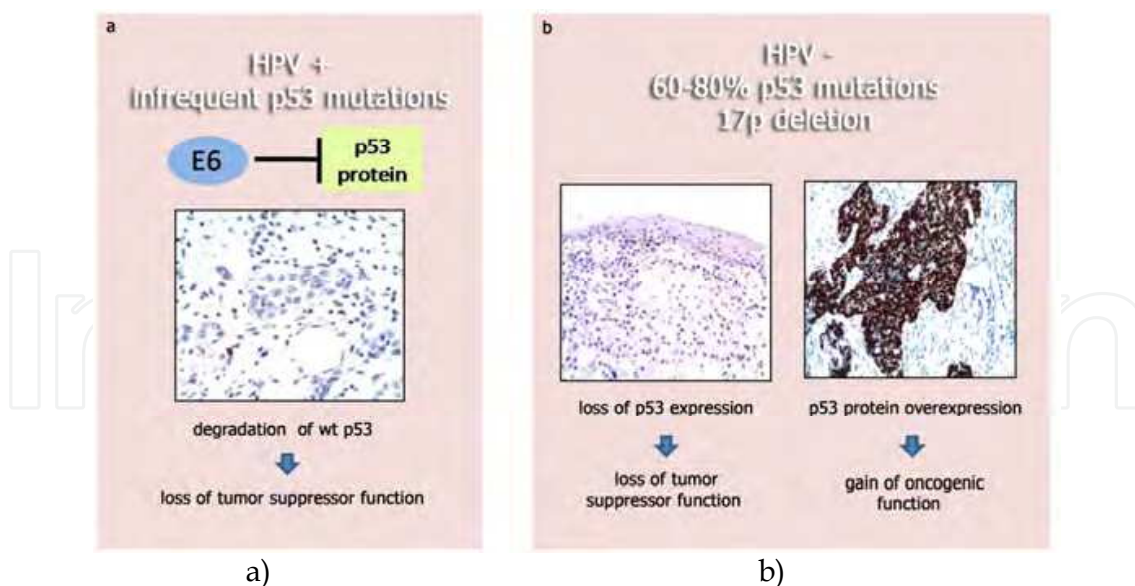 a
HPV +
infrequent p53 mutations
E6
p53
protein
degradation of wt p53
loss of tumor suppressor function
b
HPV -
60-80% p53 mutations
17p deletion
loss of p53 expression
loss of tumor
suppressor function
p53 protein overexpression
gain of oncogenic
function
a)
b)